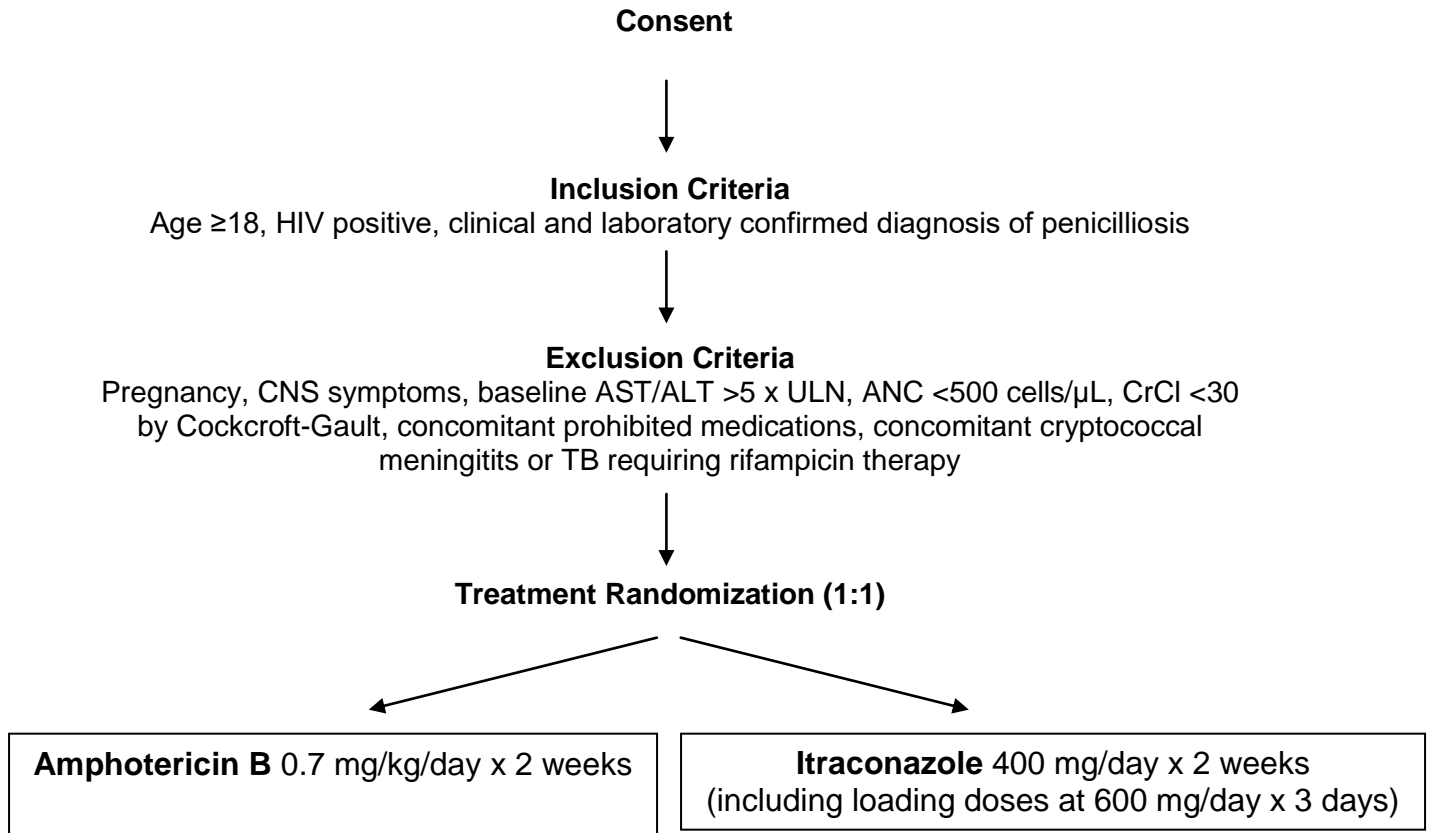 Consent
Inclusion Criteria
Age ≥18, HIV positive, clinical and laboratory confirmed diagnosis of penicilliosis
Exclusion Criteria
Pregnancy, CNS symptoms, baseline AST/ALT >5 x ULN, ANC <500 cells/µL, CrCl <30
by Cockcroft-Gault, concomitant prohibited medications, concomitant cryptococcal
meningitits or TB requiring rifampicin therapy
Treatment Randomization (1:1)
Amphotericin B 0.7 mg/kg/day x 2 weeks
Itraconazole 400 mg/day x 2 weeks
(including loading doses at 600 mg/day x 3 days)